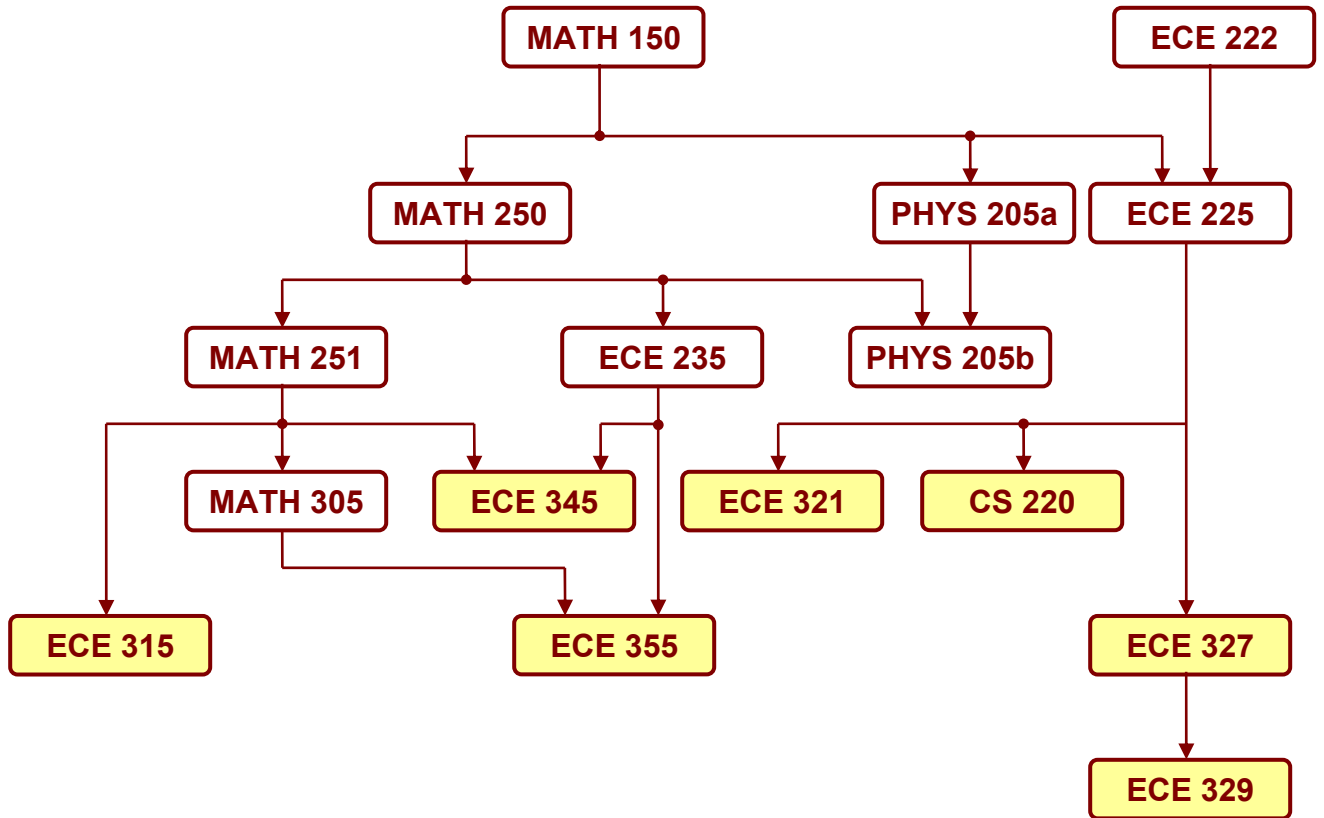 MATH 150
ECE 222
MATH 250
PHYS 205a
ECE 225
MATH 251
ECE 235
PHYS 205b
MATH 305
ECE 345
ECE 321
CS 220
ECE 315
ECE 355
ECE 327
ECE 329